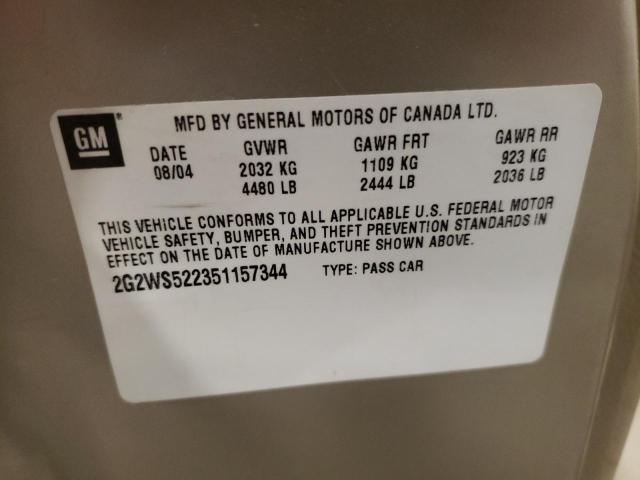 GM ®
MFD BY GENERAL MOTORS OF CANADA LTD.
DATE GVWR GAWR FRT GAWR RR
08/04 2032 KG 1109 KG 923 KG
4480 LB 2444 LB 2036 LB
THIS VEHICLE CONFORMS TO ALL APPLICABLE U.S. FEDERAL MOTOR
VEHICLE SAFETY, BUMPER, AND THEFT PREVENTION STANDARDS IN
EFFECT ON THE DATE OF MANUFACTURE SHOWN ABOVE.
2G2WS522351157344 TYPE: PASS CAR